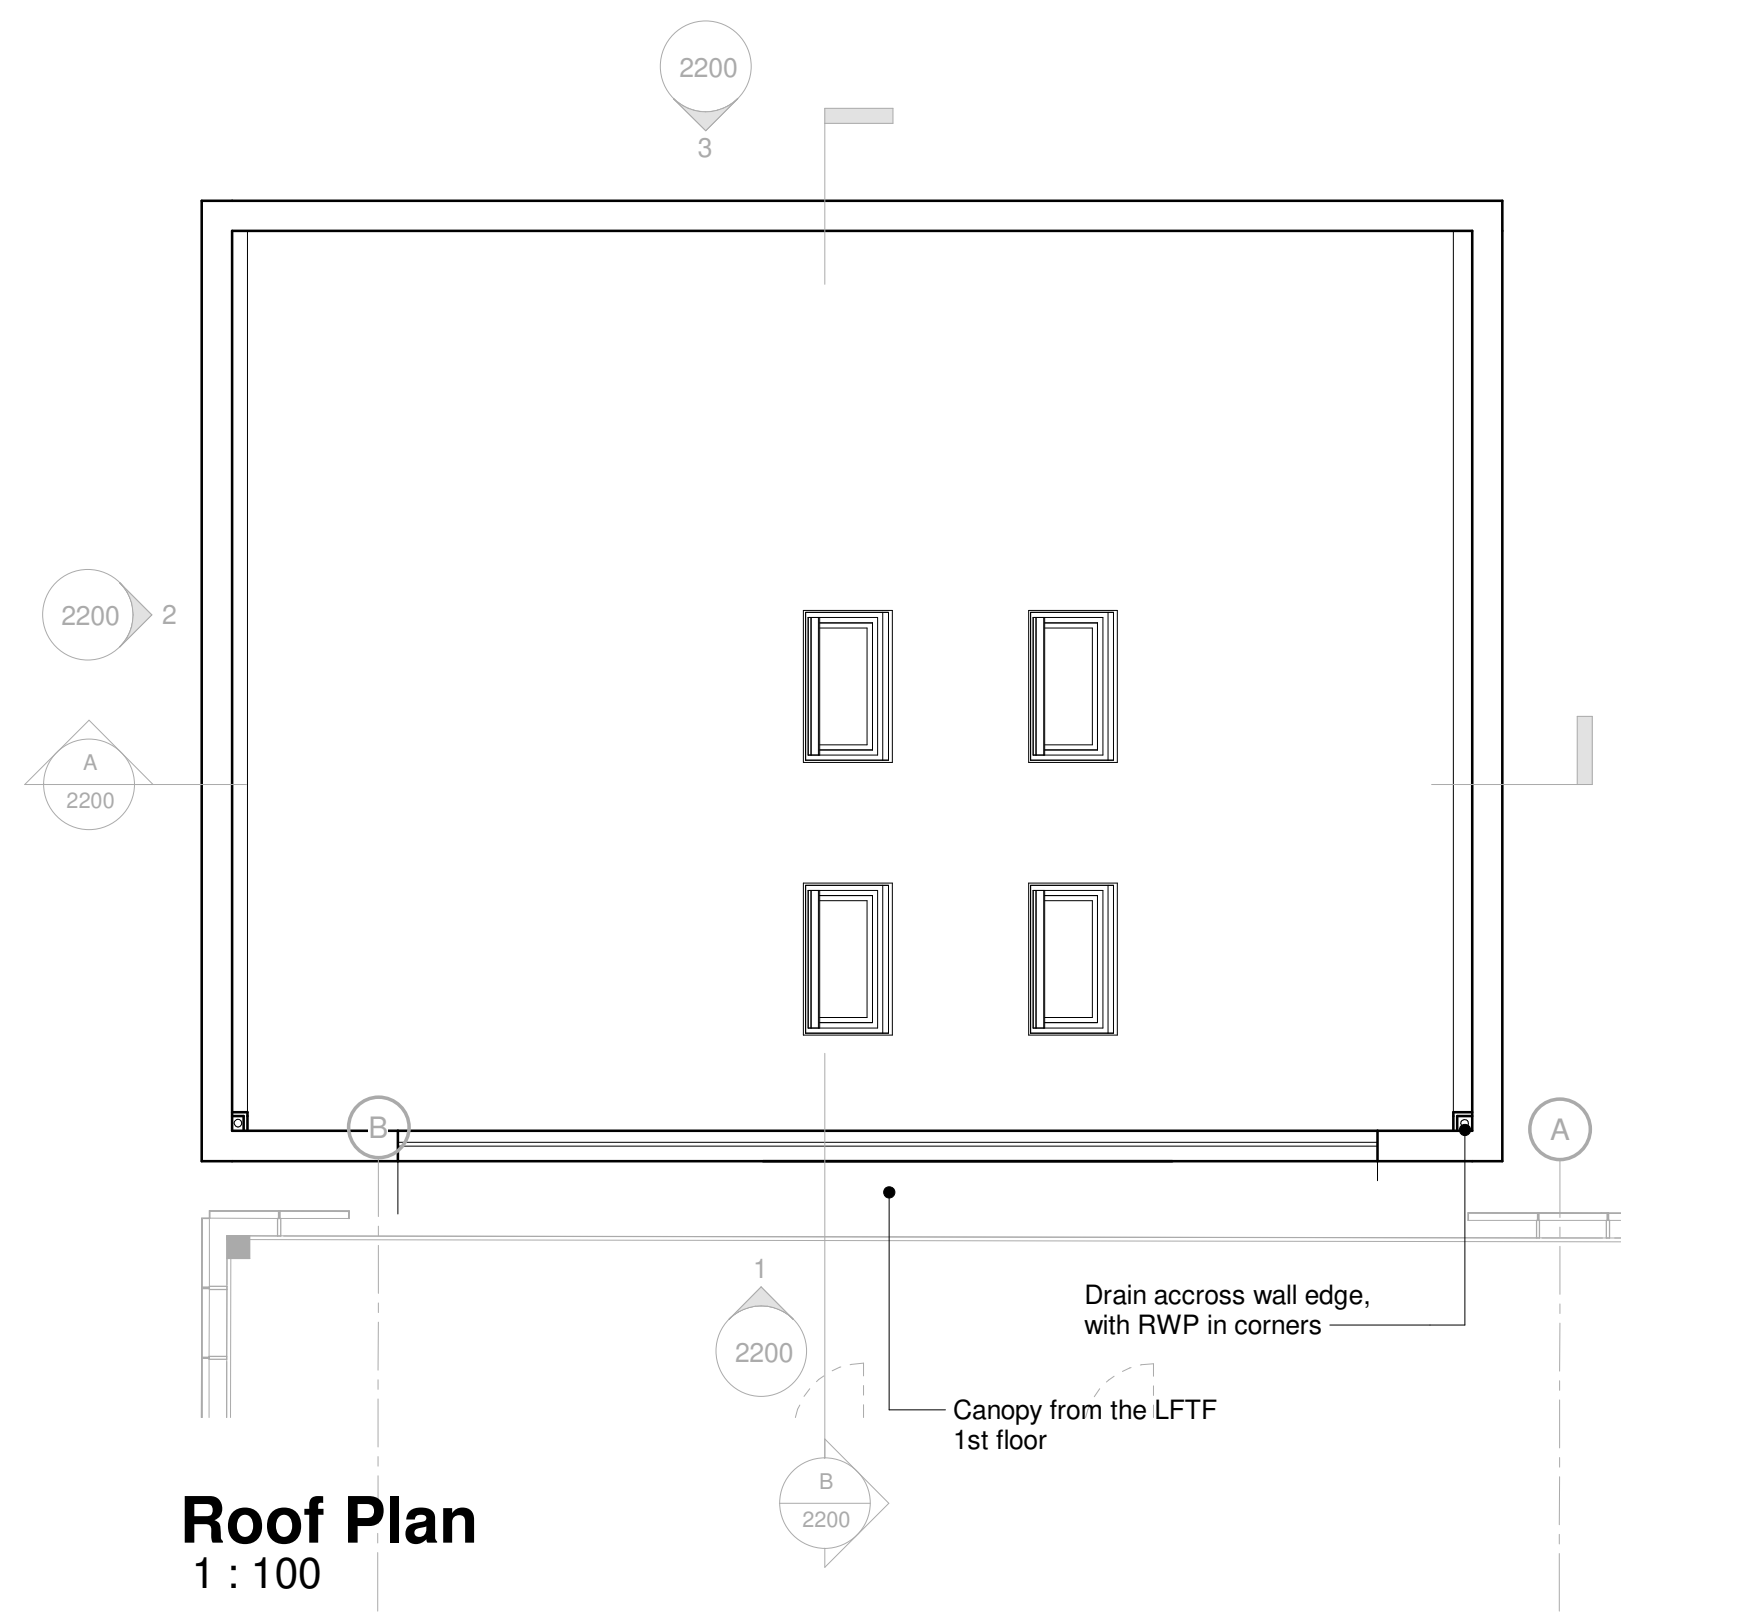 2200
3
2200
2
A
2200
B
A
1
2200
Drain accross wall edge,
with RWP in corners
Canopy from the LFTF
1st floor
B
2200
Roof Plan
1 : 100